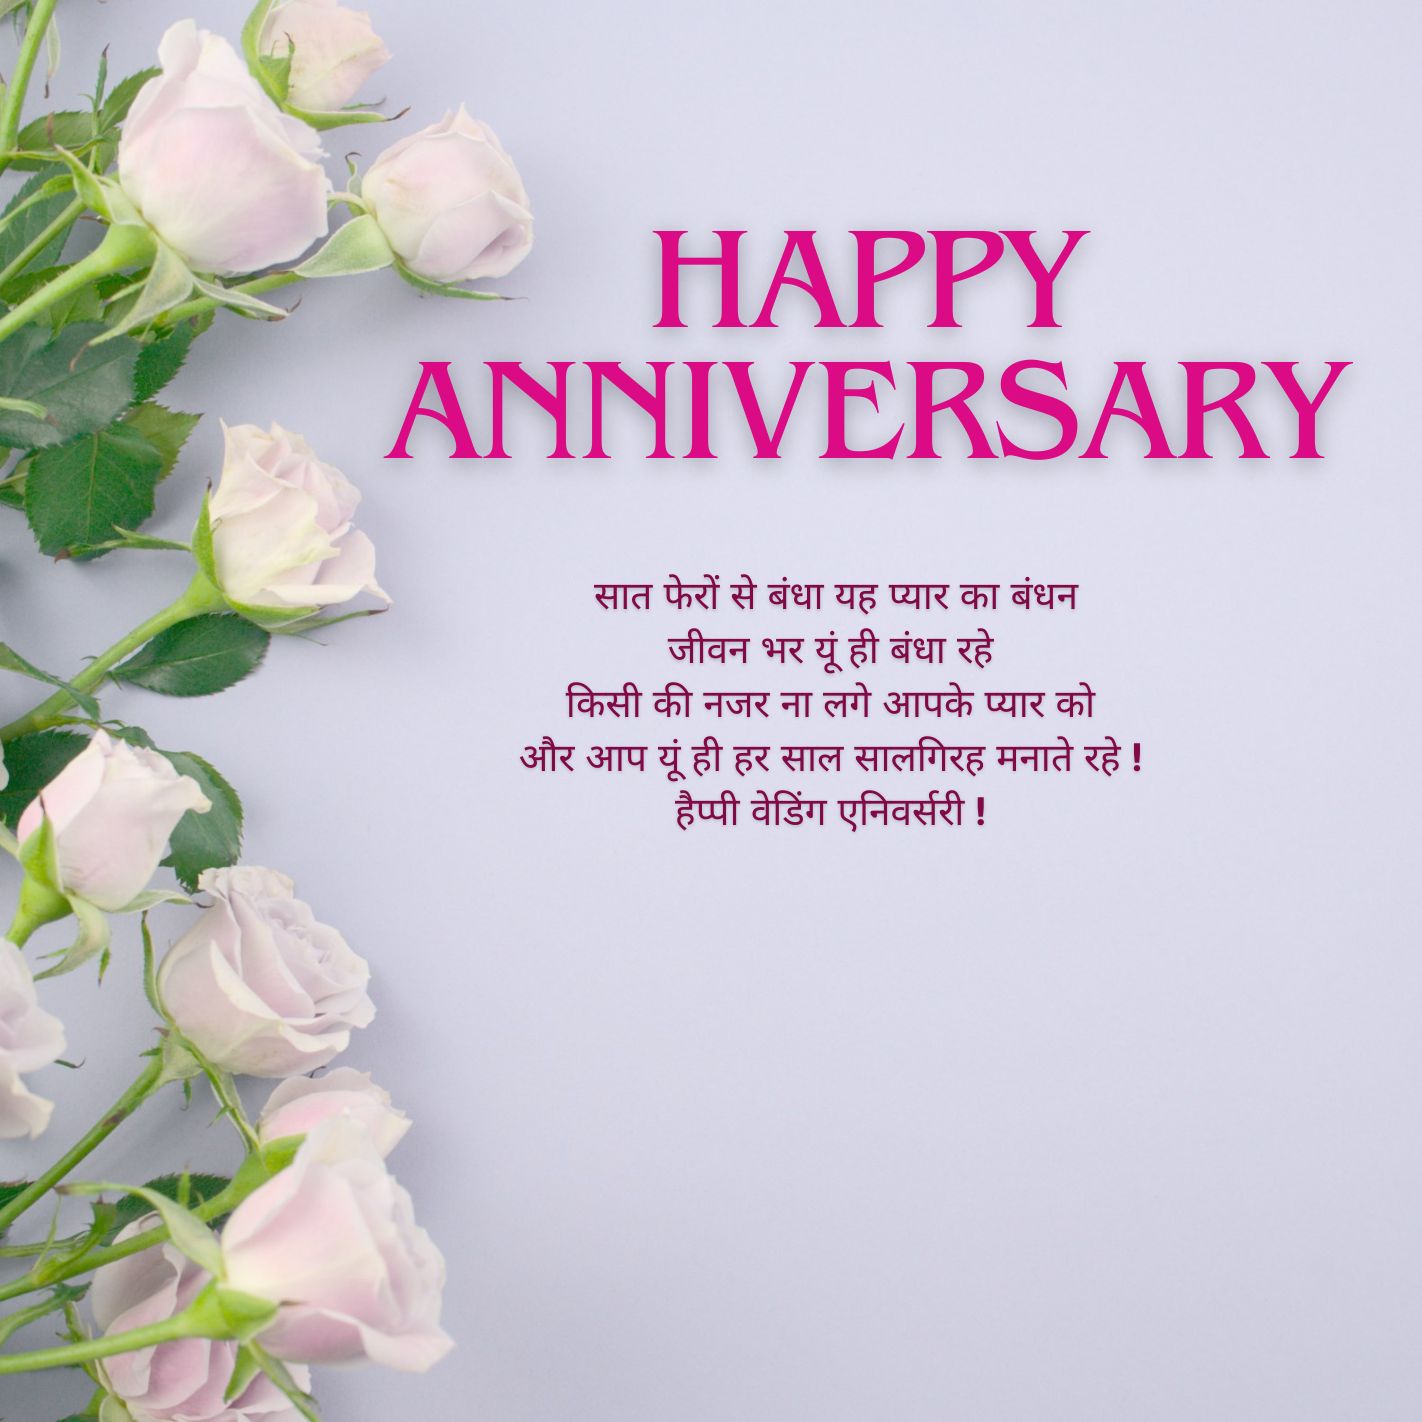 HAPPY
ANNIVERSARY
सात फेरों से बंधा यह प्यार का बंधन
जीवन भर यूं ही बंधा रहे
किसी की नजर ना लगे आपके प्यार को
और आप यूं ही हर साल सालगिरह मनाते रहे !
हैप्पी वेडिंग एनिवर्सरी !